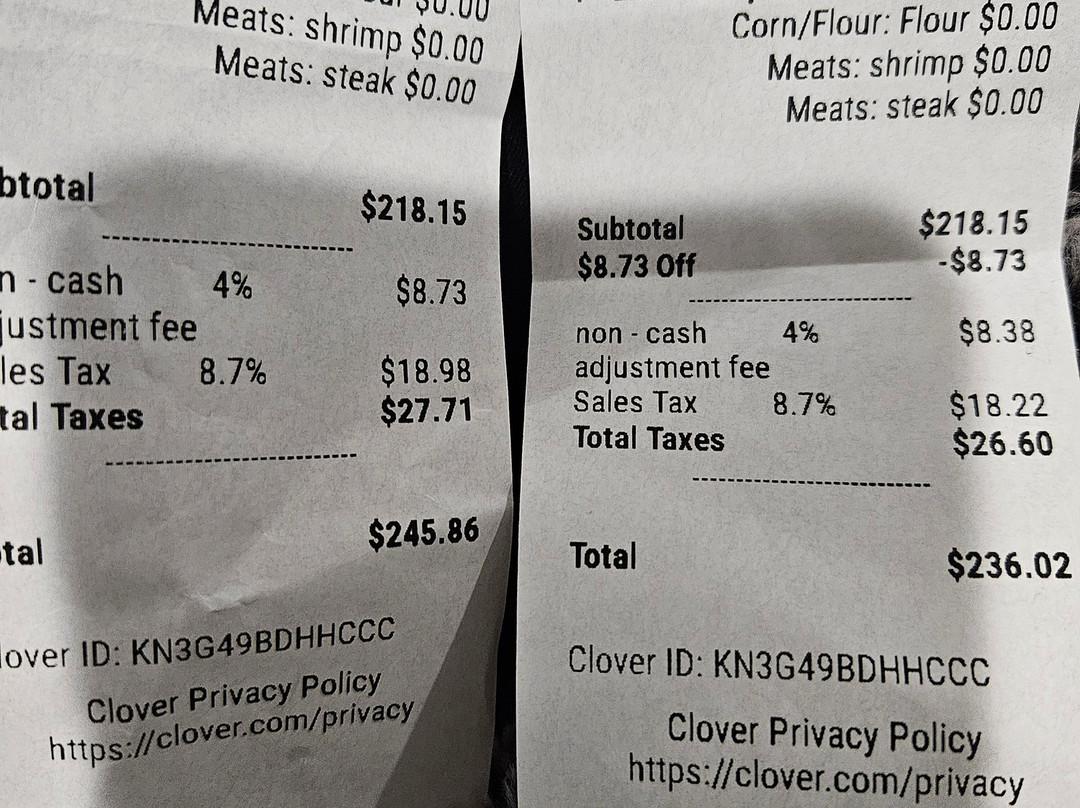 $0.00
Meats: shrimp $0.00
Meats: steak $0.00
btotal $218.15
n - cash 4% $8.73
justment fee
les Tax 8.7% $18.98
tal Taxes $27.71
tal $245.86
lover ID: KN3G49BDHHCCC
Clover Privacy Policy
https://clover.com/privacy
Corn/Flour: Flour $0.00
Meats: shrimp $0.00
Meats: steak $0.00
Subtotal $218.15
$8.73 Off -$8.73
non - cash 4% $8.38
adjustment fee
Sales Tax 8.7% $18.22
Total Taxes $26.60
Total $236.02
Clover ID: KN3G49BDHHCCC
Clover Privacy Policy
https://clover.com/privacy